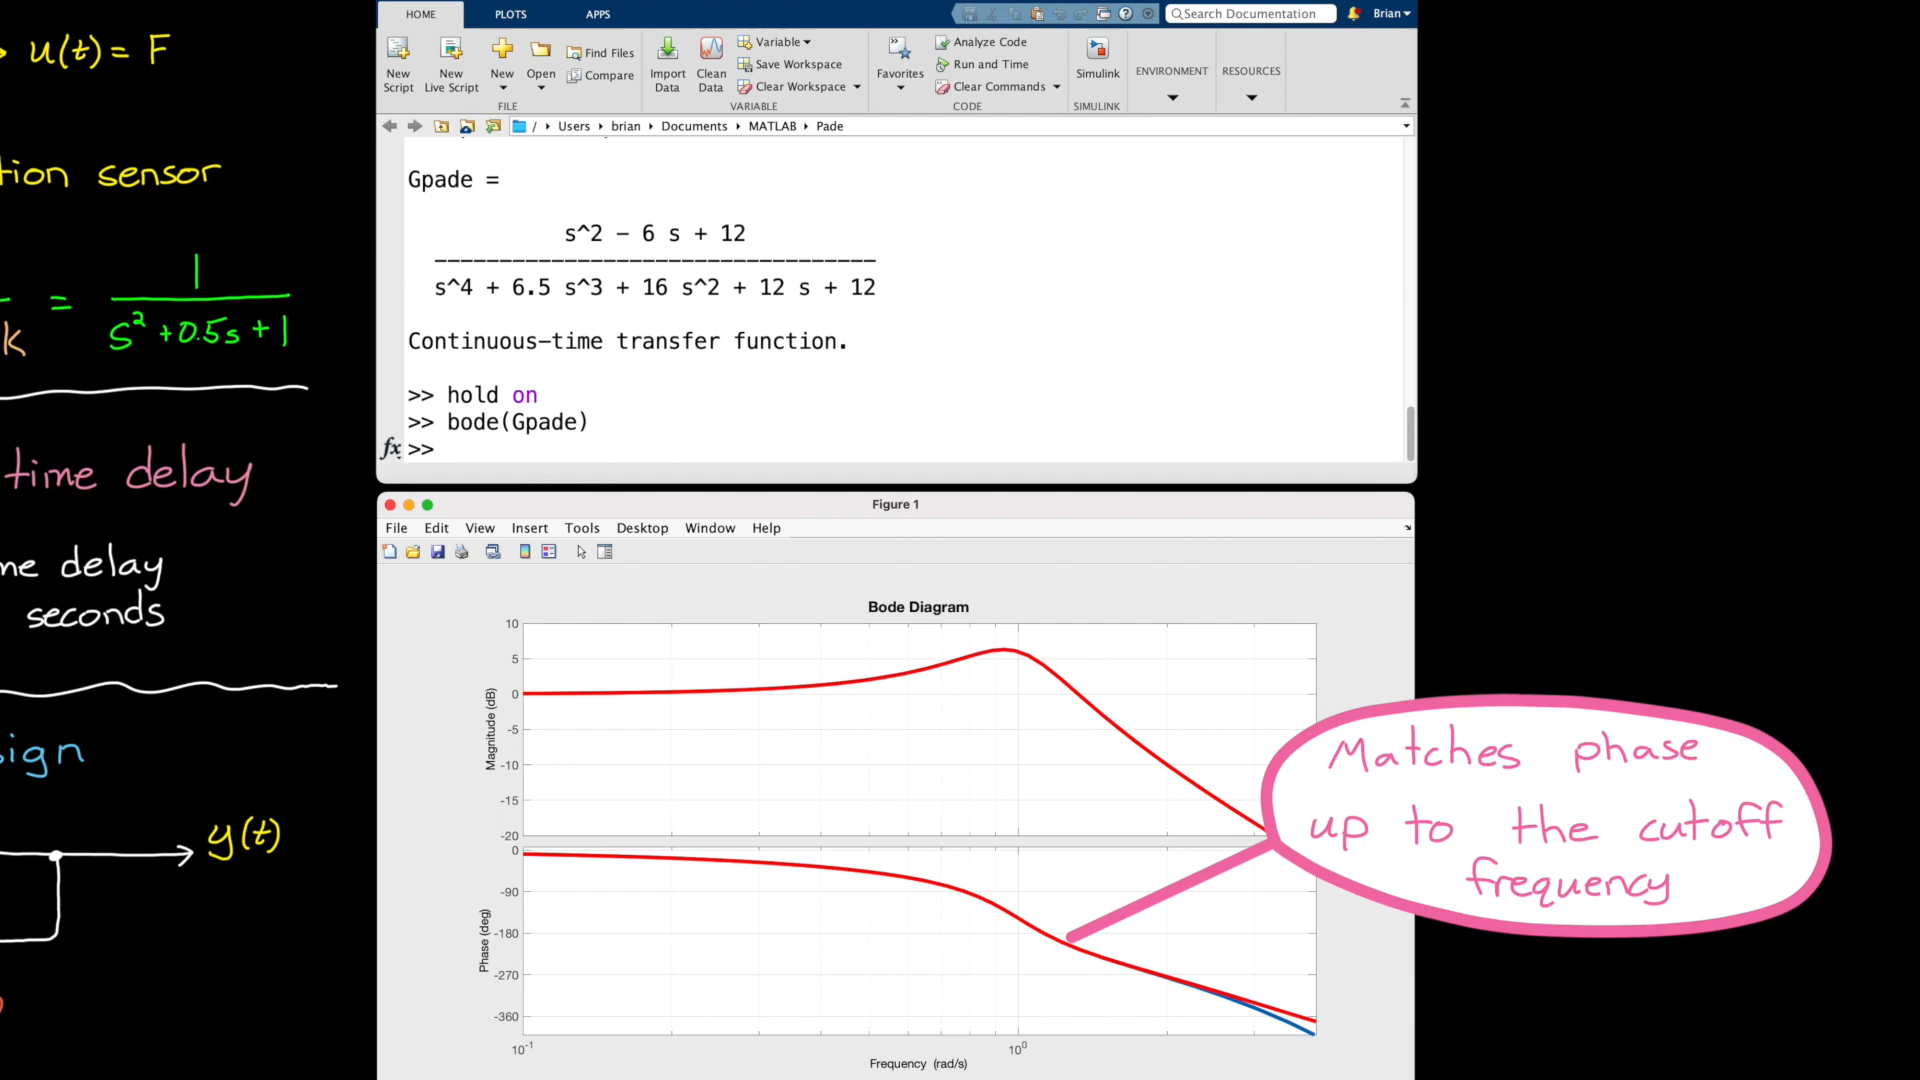 u(t) = F
tion sensor
k = 1
s² + 0.5s + 1
time delay
me delay
seconds
sign
y(t)
HOME PLOTS APPS
Search Documentation
Brian
New Script
New Live Script
New
Open
Find Files
Compare
FILE
Import Data
Clean Data
Variable
Save Workspace
Clear Workspace
VARIABLE
Favorites
Analyze Code
Run and Time
Clear Commands
CODE
Simulink
SIMULINK
ENVIRONMENT
RESOURCES
/ Users brian Documents MATLAB Pade
Gpade =
s^2 - 6 s + 12
---------------------------------
s^4 + 6.5 s^3 + 16 s^2 + 12 s + 12
Continuous-time transfer function.
>> hold on
>> bode(Gpade)
fx >>
Figure 1
File Edit View Insert Tools Desktop Window Help
Bode Diagram
Magnitude (dB)
10
5
0
-5
-10
-15
-20
Phase (deg)
0
-90
-180
-270
-360
10^-1 10^0
Frequency (rad/s)
Matches phase
up to the cutoff
frequency